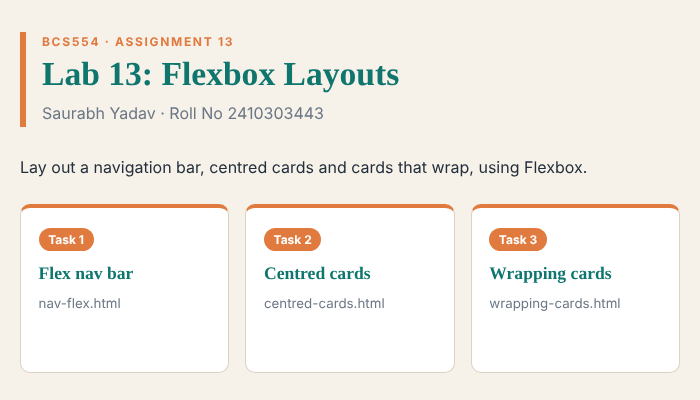 BCS554 · ASSIGNMENT 13
Lab 13: Flexbox Layouts
Saurabh Yadav · Roll No 2410303443
Lay out a navigation bar, centred cards and cards that wrap, using Flexbox.
Task 1
Flex nav bar
nav-flex.html
Task 2
Centred cards
centred-cards.html
Task 3
Wrapping cards
wrapping-cards.html